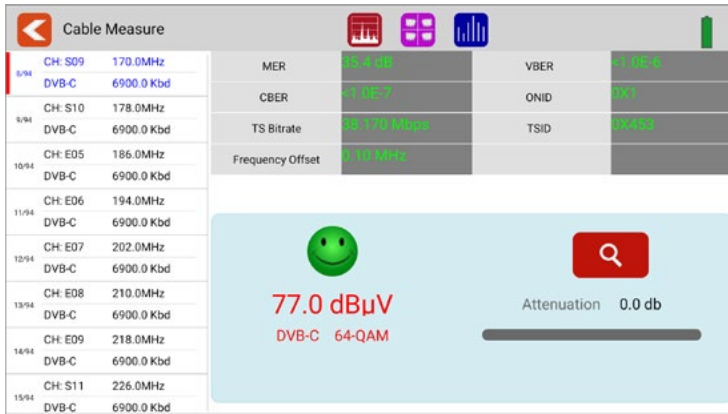 Cable Measure
8/94 CH: S09 170.0MHz
DVB-C 6900.0 Kbd
9/94 CH: S10 178.0MHz
DVB-C 6900.0 Kbd
10/94 CH: E05 186.0MHz
DVB-C 6900.0 Kbd
11/94 CH: E06 194.0MHz
DVB-C 6900.0 Kbd
12/94 CH: E07 202.0MHz
DVB-C 6900.0 Kbd
13/94 CH: E08 210.0MHz
DVB-C 6900.0 Kbd
14/94 CH: E09 218.0MHz
DVB-C 6900.0 Kbd
15/94 CH: S11 226.0MHz
DVB-C 6900.0 Kbd
MER 35.4 dB VBER <1.0E-6
CBER <1.0E-7 ONID 0X1
TS Bitrate 38.170 Mbps TSID 0X453
Frequency Offset 0.10 MHz
77.0 dBµV
DVB-C 64-QAM
Attenuation 0.0 db